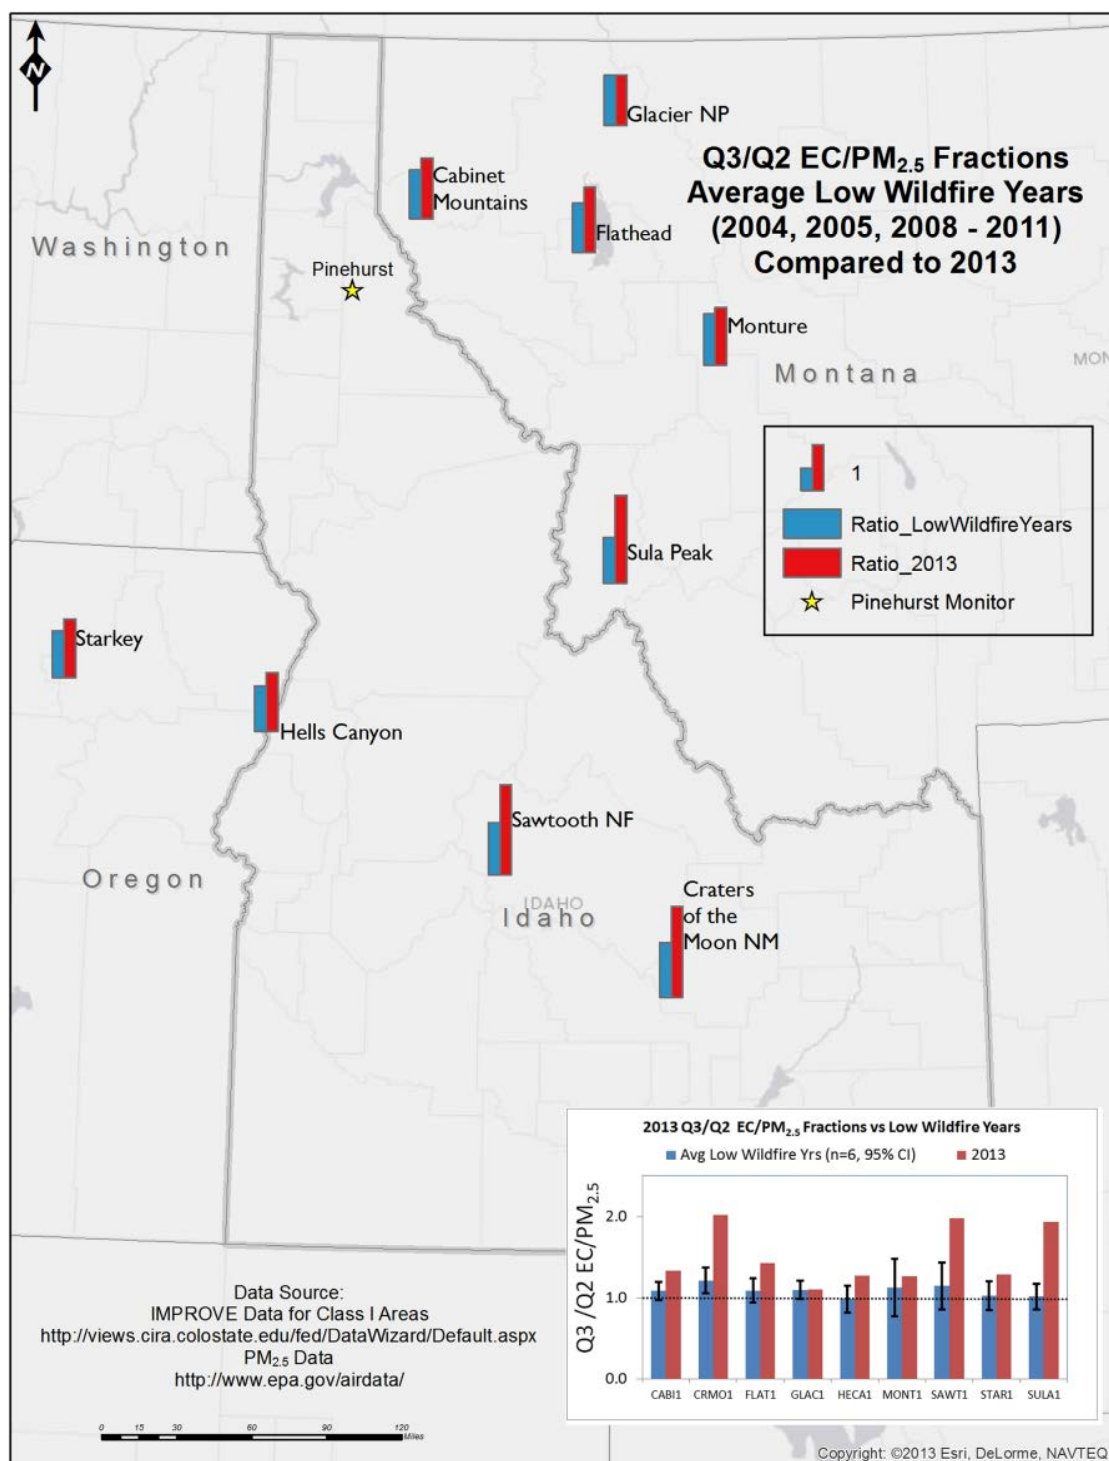 N
Glacier NP
Q3/Q2 EC/PM2.5 Fractions
Average Low Wildfire Years
(2004, 2005, 2008 - 2011)
Compared to 2013
Cabinet
Mountains
Washington
Flathead
Pinehurst
Monture
Montana
MON
1
Ratio_LowWildfireYears
Ratio_2013
Pinehurst Monitor
Sula Peak
Starkey
Hells Canyon
Sawtooth NF
Oregon
IDAHO
Idaho
Craters
of the
Moon NM
2013 Q3/Q2 EC/PM2.5 Fractions vs Low Wildfire Years
Avg Low Wildfire Yrs (n=6, 95% CI) 2013
Q3 /Q2 EC/PM2.5
2.0
1.0
0.0
CABI1 CRMO1 FLAT1 GLAC1 HECA1 MONT1 SAWT1 STAR1 SULA1
Data Source:
IMPROVE Data for Class I Areas
http://views.cira.colostate.edu/fed/DataWizard/Default.aspx
PM2.5 Data
http://www.epa.gov/airdata/
0 15 30 60 90 120
Miles
Copyright: ©2013 Esri, DeLorme, NAVTEQ